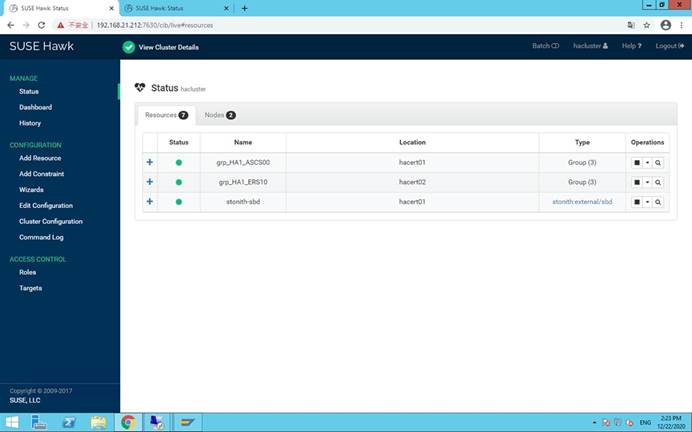 SUSE Hawk: Status
SUSE Hawk: Status
不安全 | 192.168.21.212:7630/cib/live#resources
SUSE Hawk
View Cluster Details
Batch
hacluster
Help ?
Logout
MANAGE
Status
Dashboard
History
CONFIGURATION
Add Resource
Add Constraint
Wizards
Edit Configuration
Cluster Configuration
Command Log
ACCESS CONTROL
Roles
Targets
Copyright © 2009-2017
SUSE, LLC
Status hacluster
Resources 7
Nodes 2
Status Name Location Type Operations
grp_HA1_ASCS00 hacert01 Group (3)
grp_HA1_ERS10 hacert02 Group (3)
stonith-sbd hacert01 stonith:external/sbd
ENG
2:23 PM
12/22/2020